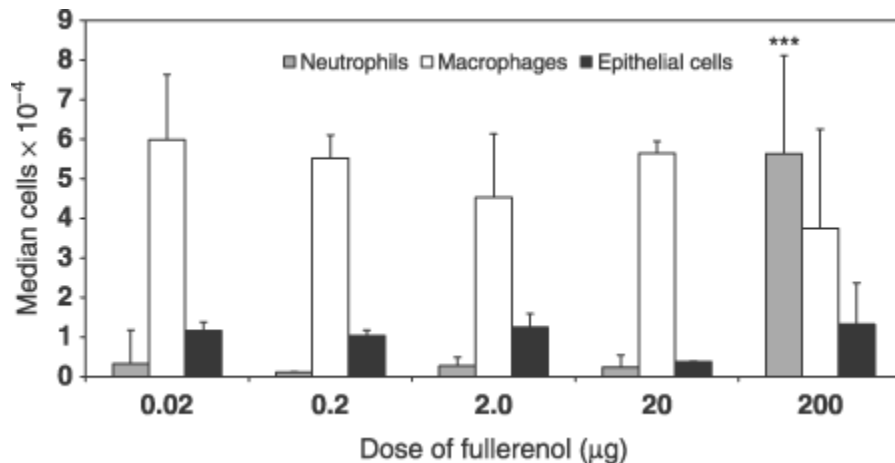 9
8
7
6
5
4
3
2
1
0
Median cells × 10⁻⁴
Neutrophils Macrophages Epithelial cells
***
0.02 0.2 2.0 20 200
Dose of fullerenol (μg)